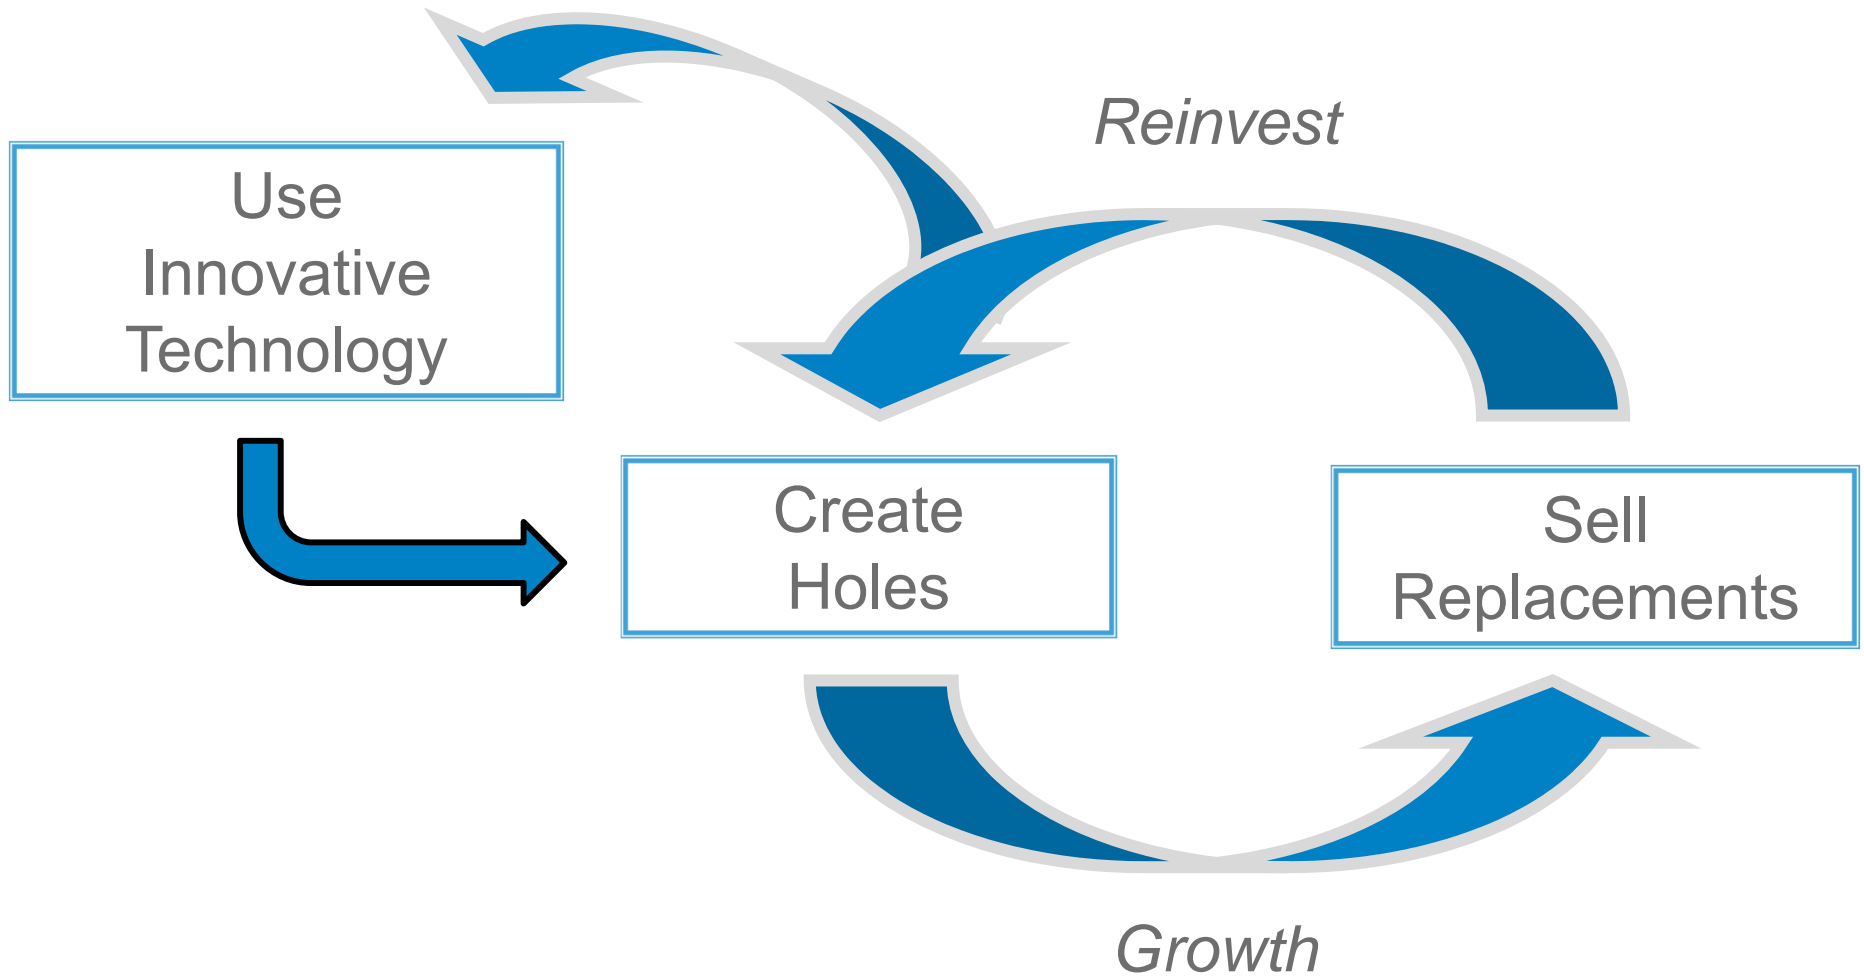 Reinvest
Use
Innovative
Technology
Create
Holes
Sell
Replacements
Growth